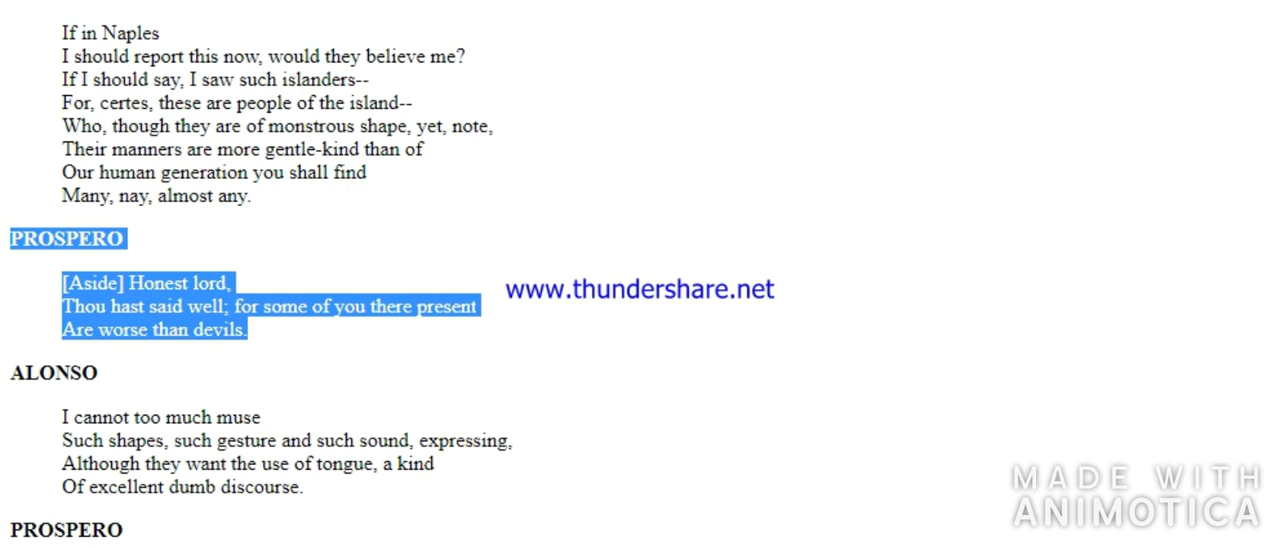 If in Naples
I should report this now, would they believe me?
If I should say, I saw such islanders--
For, certes, these are people of the island--
Who, though they are of monstrous shape, yet, note,
Their manners are more gentle-kind than of
Our human generation you shall find
Many, nay, almost any.
PROSPERO
[Aside] Honest lord,
Thou hast said well; for some of you there present
Are worse than devils.
www.thundershare.net
ALONSO
I cannot too much muse
Such shapes, such gesture and such sound, expressing,
Although they want the use of tongue, a kind
Of excellent dumb discourse.
PROSPERO
MADE WITH
ANIMOTICA